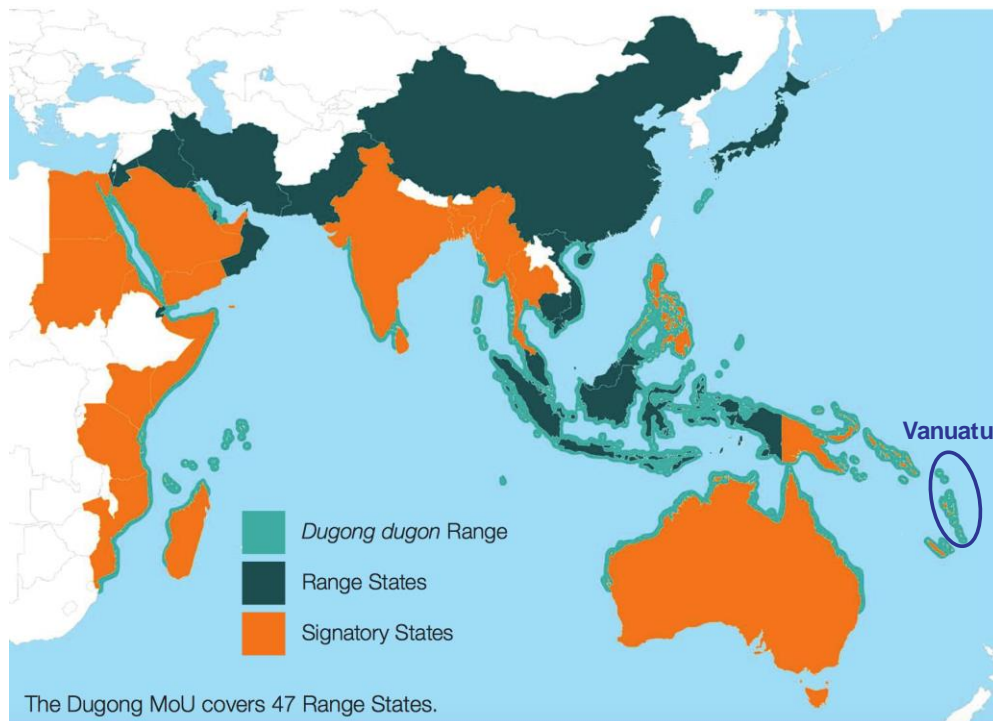 Vanuatu
Dugong dugon Range
Range States
Signatory States
The Dugong MoU covers 47 Range States.